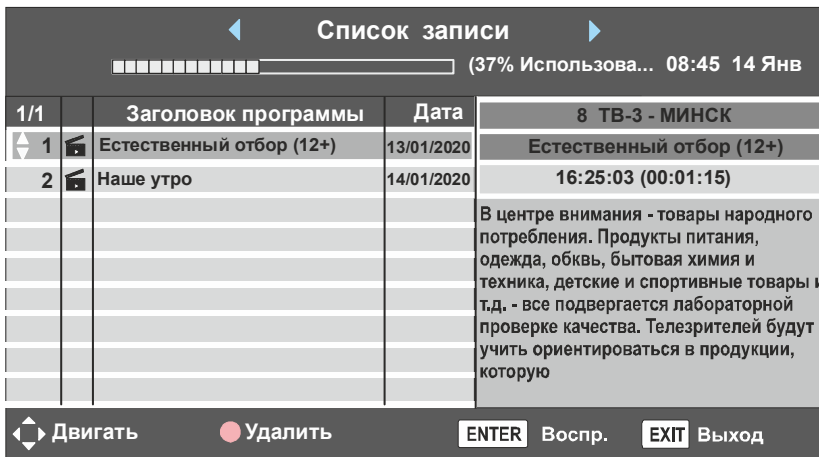 Список записи
(37% Использова... 08:45 14 Янв
1/1 Заголовок программы Дата
1 Естественный отбор (12+) 13/01/2020
2 Наше утро 14/01/2020
8 ТВ-3 - МИНСК
Естественный отбор (12+)
16:25:03 (00:01:15)
В центре внимания - товары народного
потребления. Продукты питания,
одежда, обквь, бытовая химия и
техника, детские и спортивные товары и
т.д. - все подвергается лабораторной
проверке качества. Телезрителей будут
учить ориентироваться в продукции,
которую
Двигать Удалить ENTER Воспр. EXIT Выход